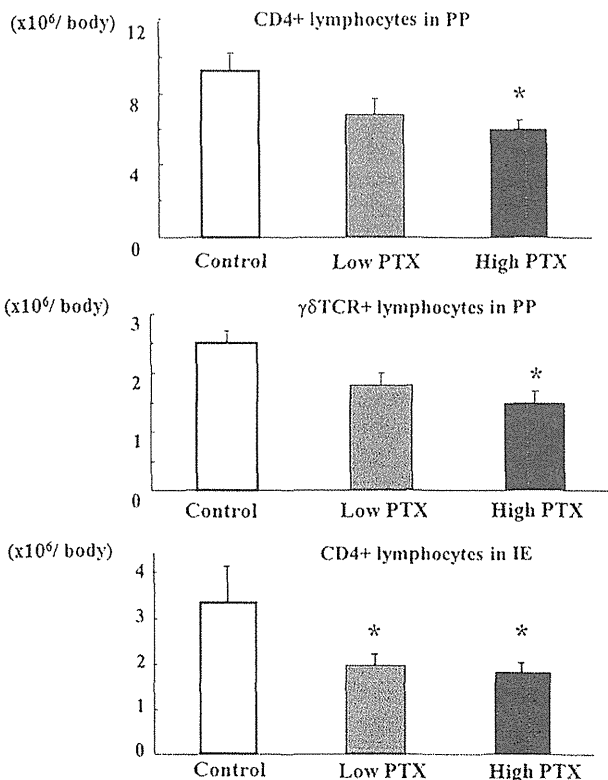 (x10⁶/ body)
CD4+ lymphocytes in PP
12
8
*
4
0
Control Low PTX High PTX
(x10⁶/ body)
γδTCR+ lymphocytes in PP
3
2
*
1
0
Control Low PTX High PTX
(x10⁶/ body)
CD4+ lymphocytes in IE
4
3
* *
2
1
0
Control Low PTX High PTX